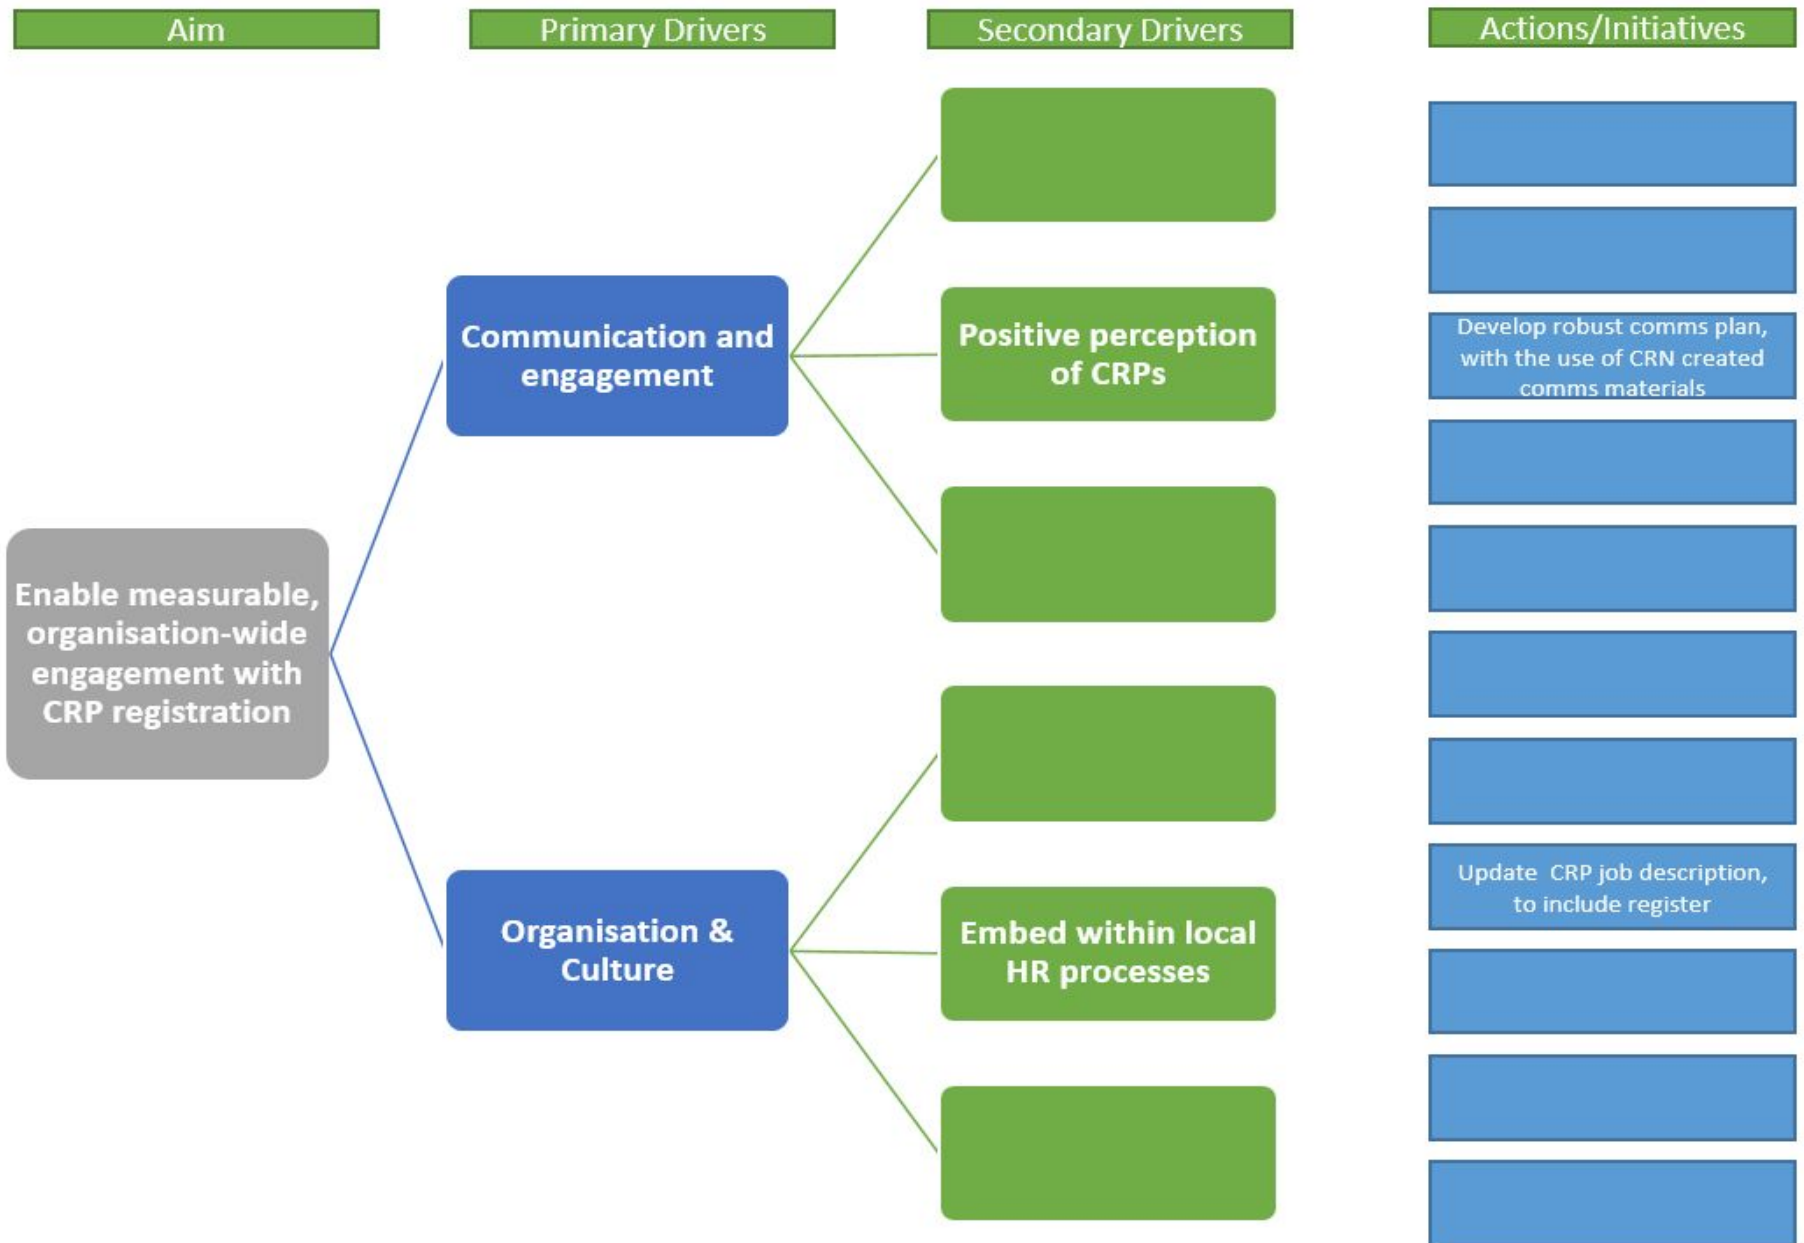 Aim
Primary Drivers
Secondary Drivers
Actions/Initiatives
Enable measurable,
organisation-wide
engagement with
CRP registration
Communication and
engagement
Organisation &
Culture
Positive perception
of CRPs
Embed within local
HR processes
Develop robust comms plan,
with the use of CRN created
comms materials
Update CRP job description,
to include register